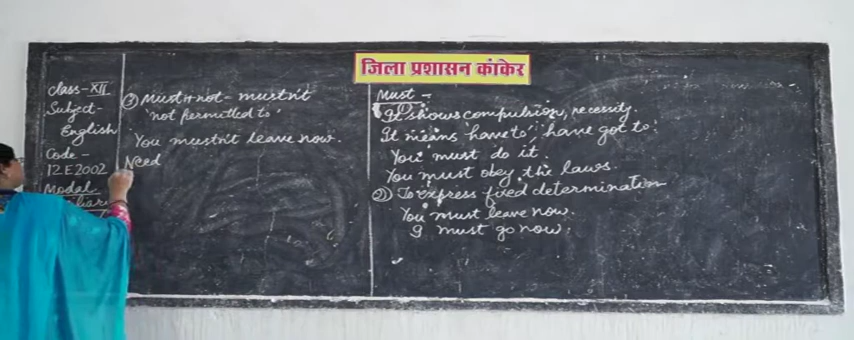 जिला प्रशासन कांकेर
Class-XII
Subject-
English
Code-
12E2002
Modal
③ Must+not - mustn't
'not permitted to'
You mustn't leave now.
Need
Must -
① It shows compulsion, necessity.
It means 'have to', 'have got to'.
You must do it.
You must obey the laws.
② To express fixed determination
You must leave now.
I must go now.